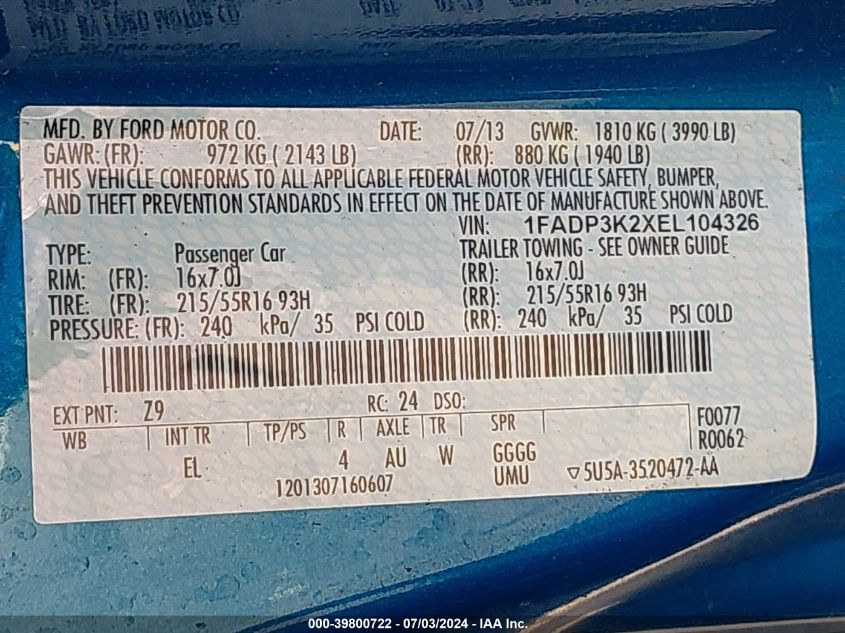 MFD. BY FORD MOTOR CO. DATE: 07/13 GVWR: 1810 KG ( 3990 LB)
GAWR: (FR): 972 KG ( 2143 LB) (RR): 880 KG ( 1940 LB)
THIS VEHICLE CONFORMS TO ALL APPLICABLE FEDERAL MOTOR VEHICLE SAFETY, BUMPER,
AND THEFT PREVENTION STANDARDS IN EFFECT ON THE DATE OF MANUFACTURE SHOWN ABOVE.
VIN: 1FADP3K2XEL104326
TYPE: Passenger Car TRAILER TOWING - SEE OWNER GUIDE
RIM: (FR): 16x7.0J (RR): 16x7.0J
TIRE: (FR): 215/55R16 93H (RR): 215/55R16 93H
PRESSURE: (FR): 240 kPa/ 35 PSI COLD (RR): 240 kPa/ 35 PSI COLD
EXT PNT: Z9 RC: 24 DSO:
WB INT TR TP/PS R AXLE TR SPR F0077
R0062
EL 4 AU W GGGG
1201307160607 UMU ▽5U5A-3520472-AA
000-39800722 - 07/03/2024 - IAA Inc.